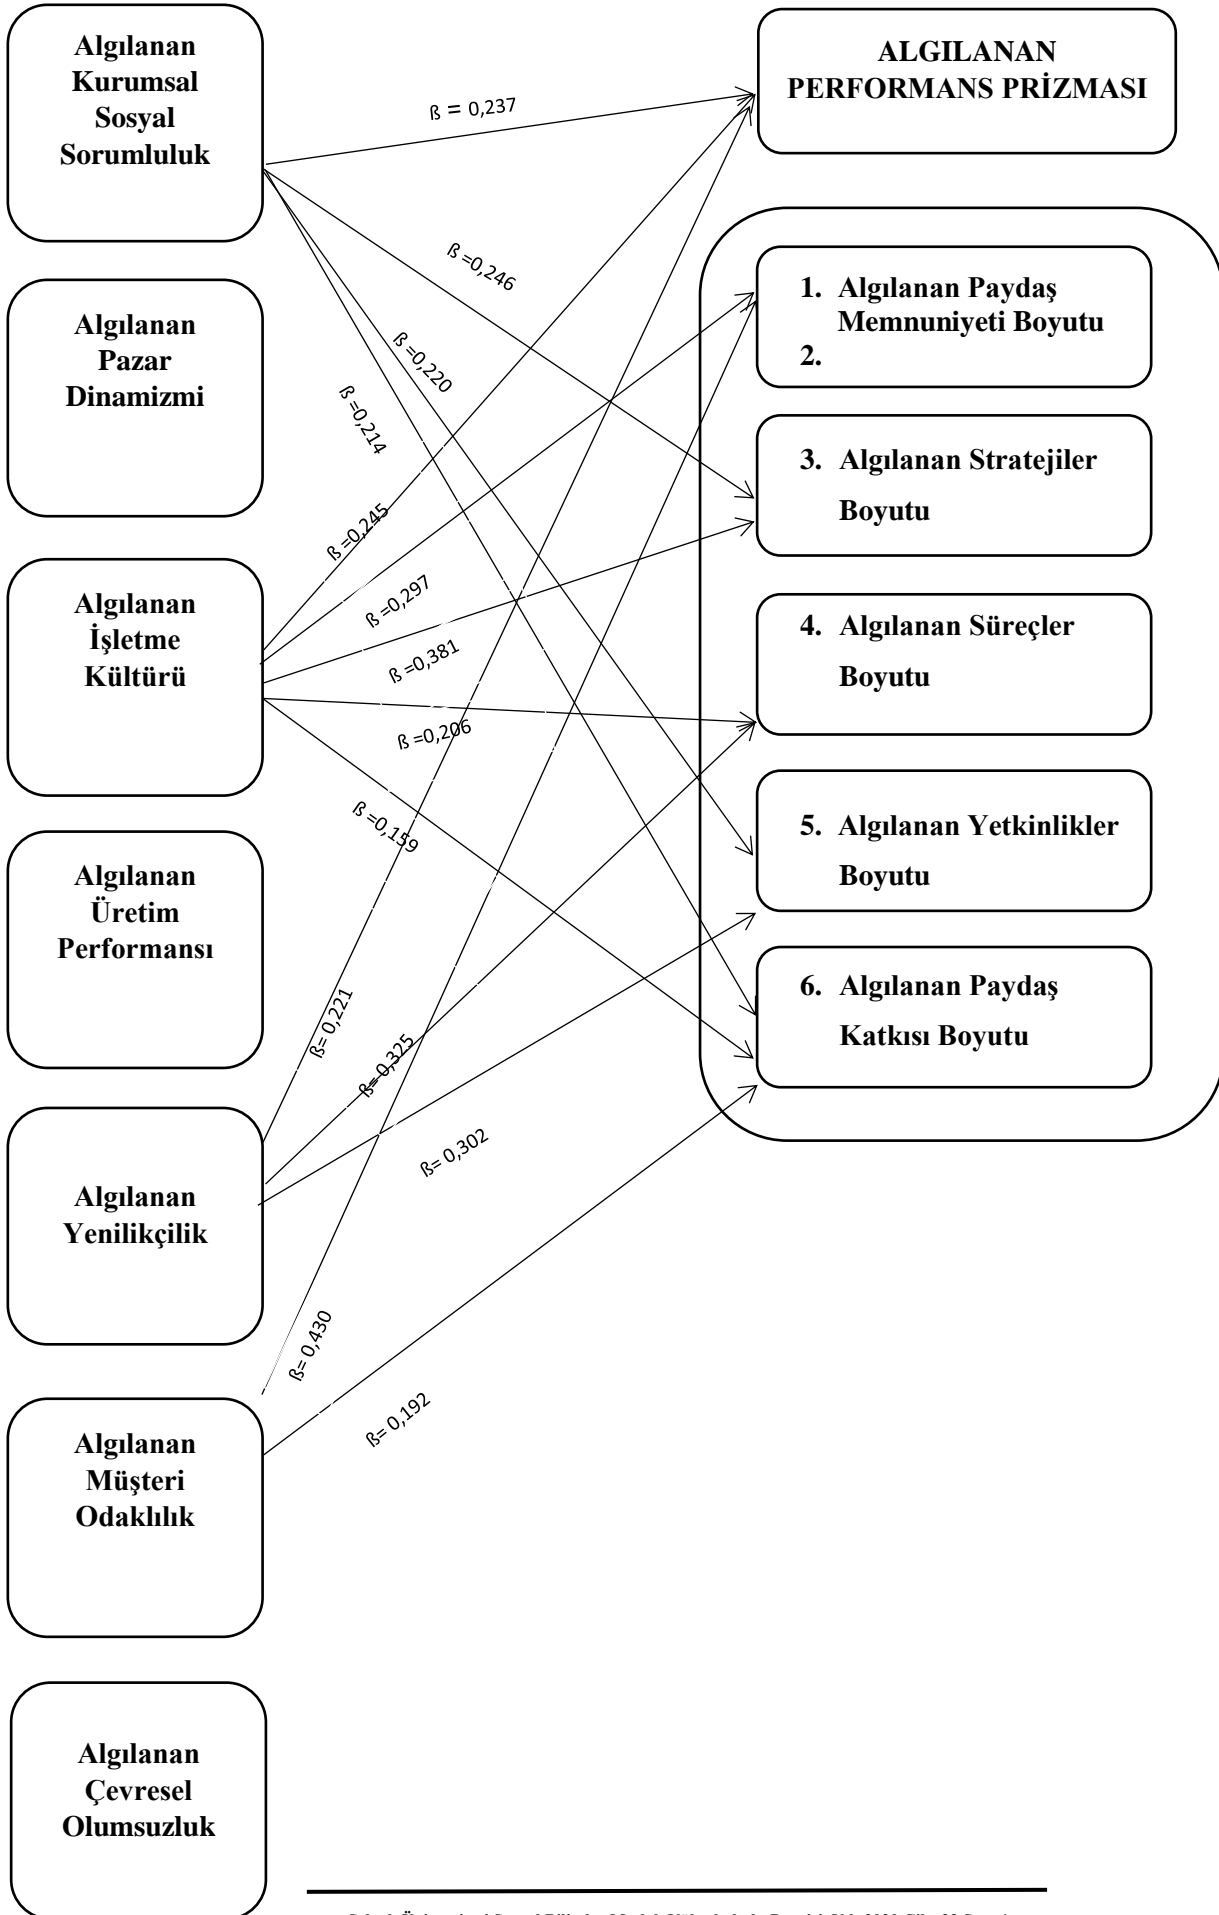 Algılanan
Kurumsal
Sosyal
Sorumluluk
ALGILANAN
PERFORMANS PRİZMASI
ß = 0,237
ß =0,246
ß =0,220
ß =0,214
1. Algılanan Paydaş
Memnuniyeti Boyutu
2.
Algılanan
Pazar
Dinamizmi
3. Algılanan Stratejiler
Boyutu
ß =0,245
ß =0,297
ß =0,381
ß =0,206
ß =0,159
Algılanan
İşletme
Kültürü
4. Algılanan Süreçler
Boyutu
5. Algılanan Yetkinlikler
Boyutu
Algılanan
Üretim
Performansı
6. Algılanan Paydaş
Katkısı Boyutu
ß= 0,221
ß= 0,325
ß= 0,302
Algılanan
Yenilikçilik
ß= 0,430
ß= 0,192
Algılanan
Müşteri
Odaklılık
Algılanan
Çevresel
Olumsuzluk